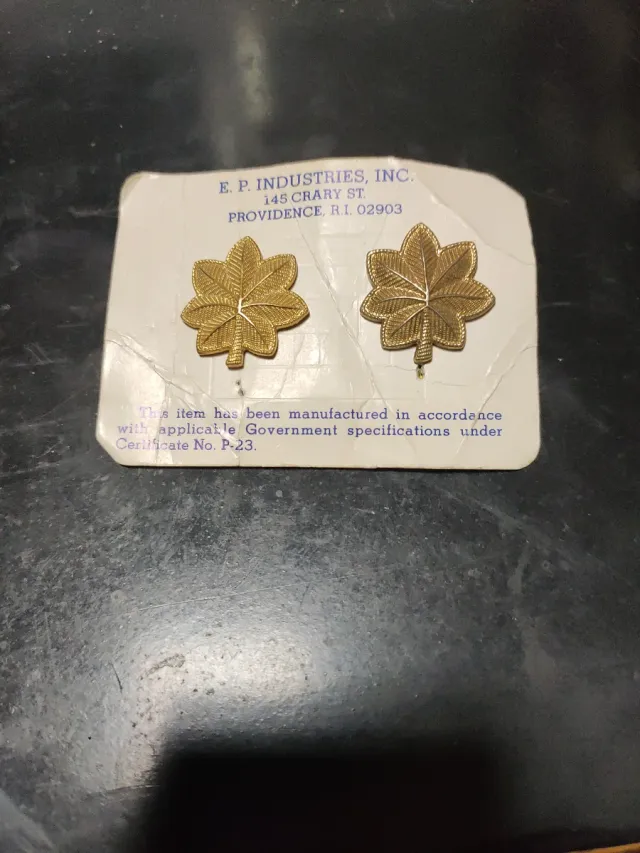 E. P. INDUSTRIES, INC.
145 CRARY ST.
PROVIDENCE, R.I. 02903
This item has been manufactured in accordance
with applicable Government specifications under
Certificate No. P-23.